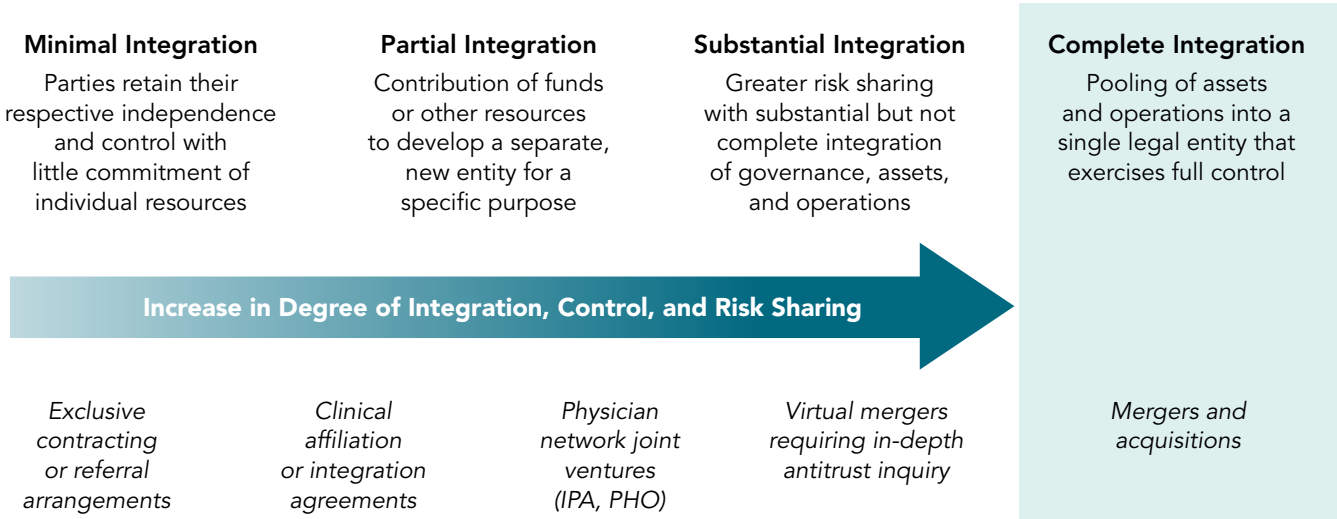 Minimal Integration
Parties retain their
respective independence
and control with
little commitment of
individual resources
Partial Integration
Contribution of funds
or other resources
to develop a separate,
new entity for a
specific purpose
Substantial Integration
Greater risk sharing
with substantial but not
complete integration
of governance, assets,
and operations
Complete Integration
Pooling of assets
and operations into a
single legal entity that
exercises full control
Increase in Degree of Integration, Control, and Risk Sharing
Exclusive
contracting
or referral
arrangements
Clinical
affiliation
or integration
agreements
Physician
network joint
ventures
(IPA, PHO)
Virtual mergers
requiring in-depth
antitrust inquiry
Mergers and
acquisitions